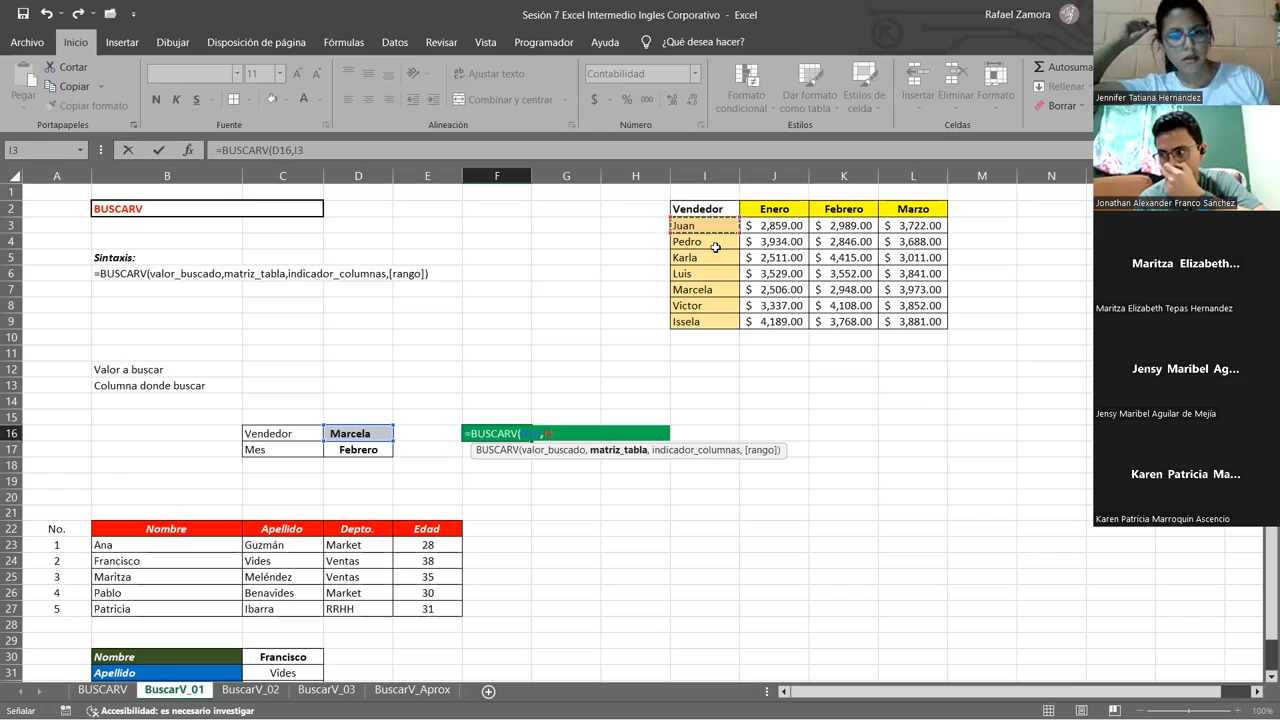 Sesión 7 Excel Intermedio Ingles Corporativo - Excel
Rafael Zamora
Archivo Inicio Insertar Dibujar Disposición de página Fórmulas Datos Revisar Vista Programador Ayuda ¿Qué desea hacer?
Pegar
Cortar
Copiar
Copiar formato
11
N K S
Ajustar texto
Combinar y centrar
Contabilidad
$ % 000
Formato condicional
Dar formato como tabla
Estilos de celda
Insertar Eliminar Formato
Autosuma
Rellenar
Borrar
Portapapeles Fuente Alineación Número Estilos Celdas
I3 =BUSCARV(D16,I3
A B C D E F G H I J K L M N
1
2 BUSCARV Vendedor Enero Febrero Marzo
3 Juan $ 2,859.00 $ 2,989.00 $ 3,722.00
4 Pedro $ 3,934.00 $ 2,846.00 $ 3,688.00
5 Sintaxis: Karla $ 2,511.00 $ 4,415.00 $ 3,011.00
6 =BUSCARV(valor_buscado,matriz_tabla,indicador_columnas,[rango]) Luis $ 3,529.00 $ 3,552.00 $ 3,841.00
7 Marcela $ 2,506.00 $ 2,948.00 $ 3,973.00
8 Victor $ 3,337.00 $ 4,108.00 $ 3,852.00
9 Issela $ 4,189.00 $ 3,768.00 $ 3,881.00
10
11
12 Valor a buscar
13 Columna donde buscar
14
15
16 Vendedor Marcela =BUSCARV(D16,I3
17 Mes Febrero BUSCARV(valor_buscado, matriz_tabla, indicador_columnas, [rango])
18
19
20
21
22 No. Nombre Apellido Depto. Edad
23 1 Ana Guzmán Market 28
24 2 Francisco Vides Ventas 38
25 3 Maritza Meléndez Ventas 35
26 4 Pablo Benavides Market 30
27 5 Patricia Ibarra RRHH 31
28
29
30 Nombre Francisco
31 Apellido Vides
BUSCARV BuscarV_01 BuscarV_02 BuscarV_03 BuscarV_Aprox
Señalar Accesibilidad: es necesario investigar 100%
Jennifer Tatiana Hernández
Jonathan Alexander Franco Sánchez
Maritza Elizabeth...
Maritza Elizabeth Tepas Hernandez
Jensy Maribel Ag...
Jensy Maribel Aguilar de Mejía
Karen Patricia Ma...
Karen Patricia Marroquin Ascencio